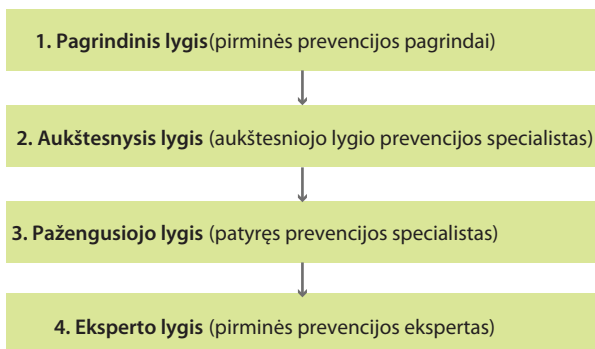 1. Pagrindinis lygis(pirminės prevencijos pagrindai)
2. Aukštesnysis lygis (aukštesniojo lygio prevencijos specialistas)
3. Pažengusiojo lygis (patyręs prevencijos specialistas)
4. Eksperto lygis (pirminės prevencijos ekspertas)